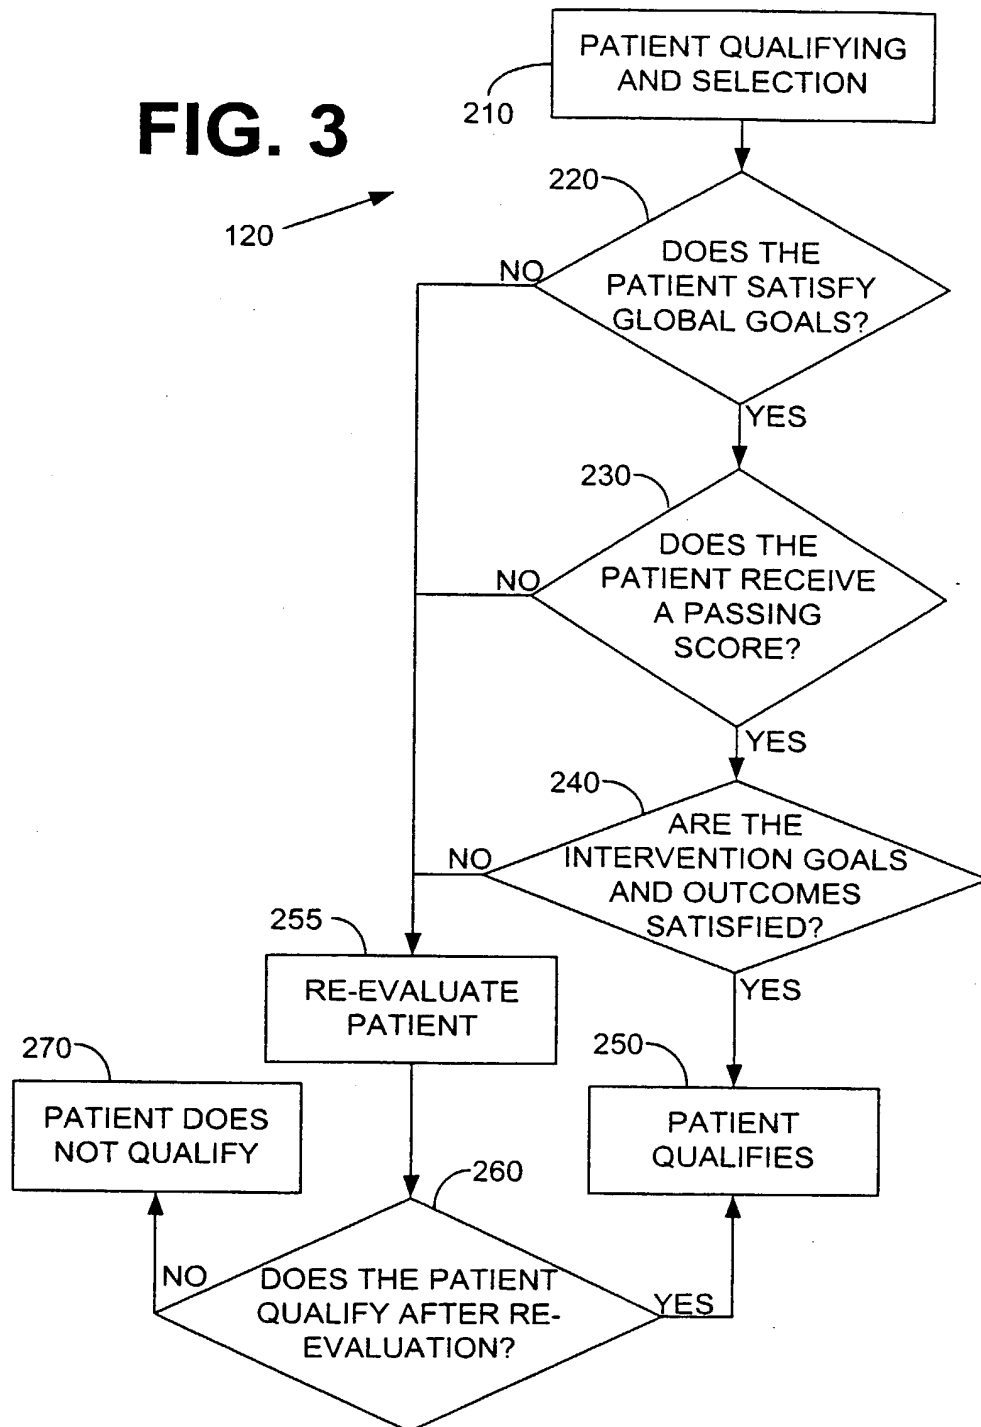 PATIENT QUALIFYING
AND SELECTION
210
FIG. 3
120
220
DOES THE
PATIENT SATISFY
GLOBAL GOALS?
NO
YES
230
DOES THE
PATIENT RECEIVE
A PASSING
SCORE?
NO
YES
240
ARE THE
INTERVENTION GOALS
AND OUTCOMES
SATISFIED?
NO
YES
255
RE-EVALUATE
PATIENT
270
PATIENT DOES
NOT QUALIFY
250
PATIENT
QUALIFIES
260
DOES THE PATIENT
QUALIFY AFTER RE-
EVALUATION?
NO
YES